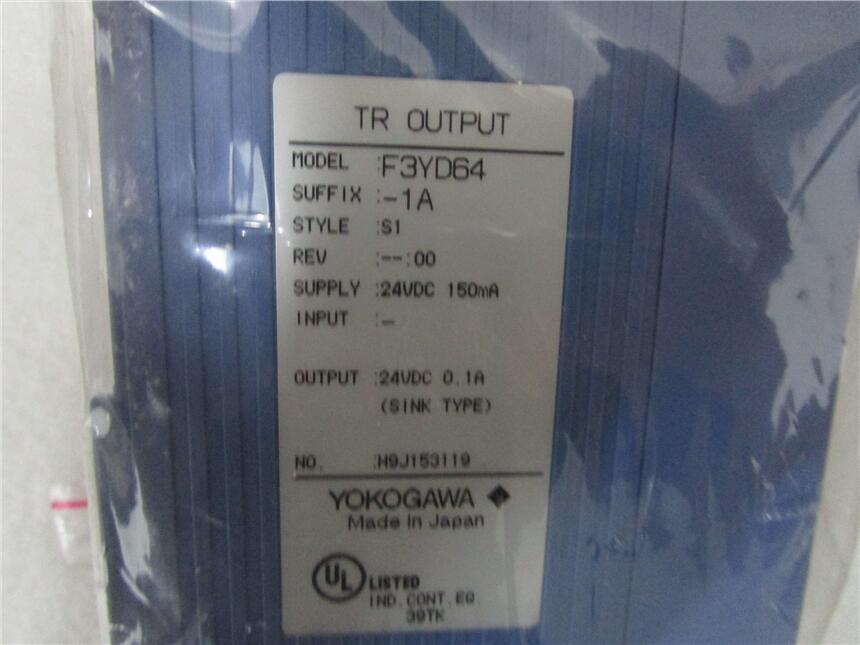 TR OUTPUT
MODEL :F3YD64
SUFFIX :-1A
STYLE :S1
REV :--:00
SUPPLY :24VDC 150mA
INPUT :-
OUTPUT :24VDC 0.1A
(SINK TYPE)
NO. :H9J153119
YOKOGAWA
Made in Japan
UL LISTED
IND. CONT. EQ.
39TK